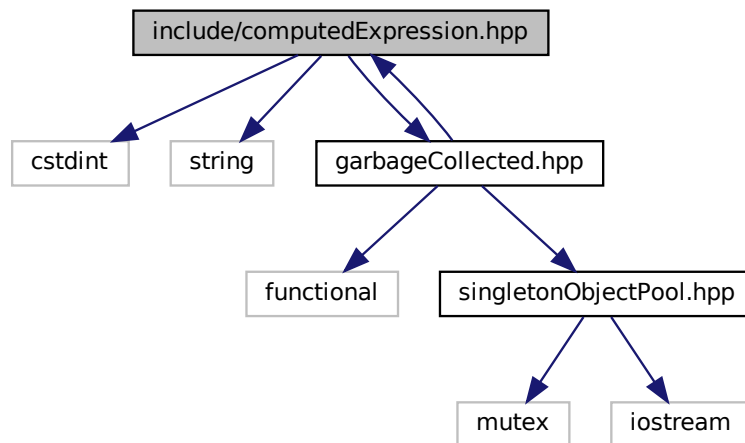 include/computedExpression.hpp
cstdint
string
garbageCollected.hpp
functional
singletonObjectPool.hpp
mutex
iostream